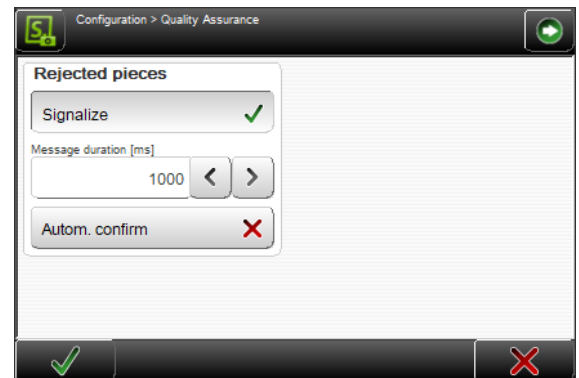 Configuration > Quality Assurance
Rejected pieces
Signalize
Message duration [ms]
1000
Autom. confirm